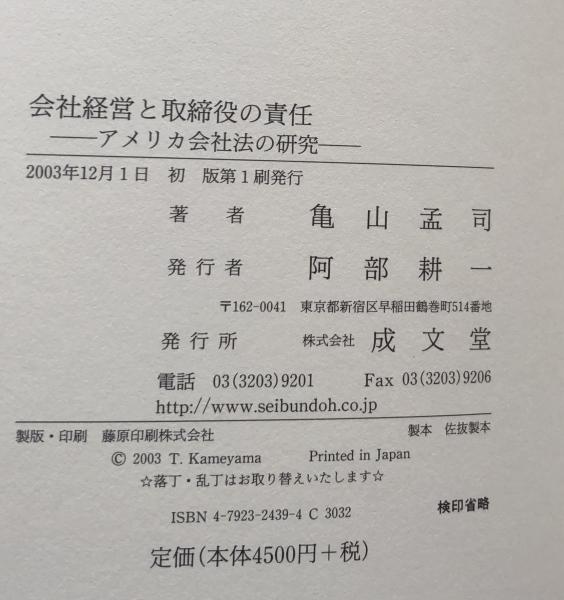 会社経営と取締役の責任
――アメリカ会社法の研究――
2003年12月1日　初　版第1刷発行
著　者　亀山孟司
発行者　阿部耕一
〒162-0041　東京都新宿区早稲田鶴巻町514番地
発行所　株式会社　成文堂
電話　03(3203)9201　Fax 03(3203)9206
http://www.seibundoh.co.jp
製版・印刷　藤原印刷株式会社　製本　佐抜製本
© 2003 T. Kameyama　Printed in Japan
☆落丁・乱丁はお取り替えいたします☆
ISBN 4-7923-2439-4 C 3032　検印省略
定価(本体4500円＋税)